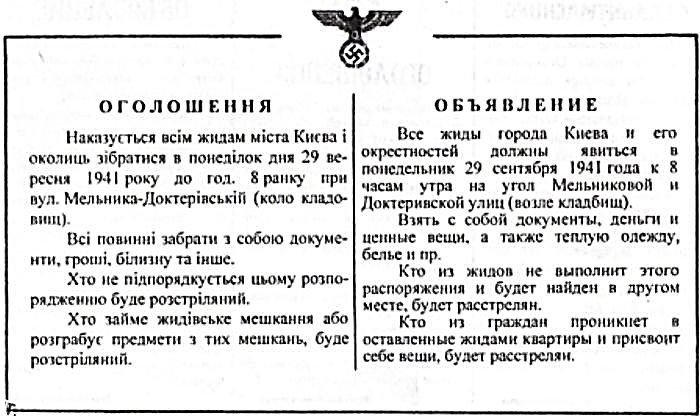 ОГОЛОШЕННЯ
Наказується всім жидам міста Києва і
околиць зібратися в понеділок дня 29 ве-
ресня 1941 року до год. 8 ранку при
вул. Мельника-Доктерівській (коло кладо-
вищ).
Всі повинні забрати з собою докуме-
нти, гроші, білизну та інше.
Хто не підпорядкується цьому розпо-
рядженню буде розстріляний.
Хто займе жидівське мешкання або
розграбує предмети з тих мешкань, буде
розстріляний.
ОБЪЯВЛЕНИЕ
Все жиды города Киева и его
окрестностей должны явиться в
понедельник 29 сентября 1941 года к 8
часам утра на угол Мельниковой и
Доктеривской улиц (возле кладбищ).
Взять с собой документы, деньги и
ценные вещи, а также теплую одежду,
белье и пр.
Кто из жидов не выполнит этого
распоряжения и будет найден в другом
месте, будет расстрелян.
Кто из граждан проникнет в
оставленные жидами квартиры и присвоит
себе вещи, будет расстрелян.